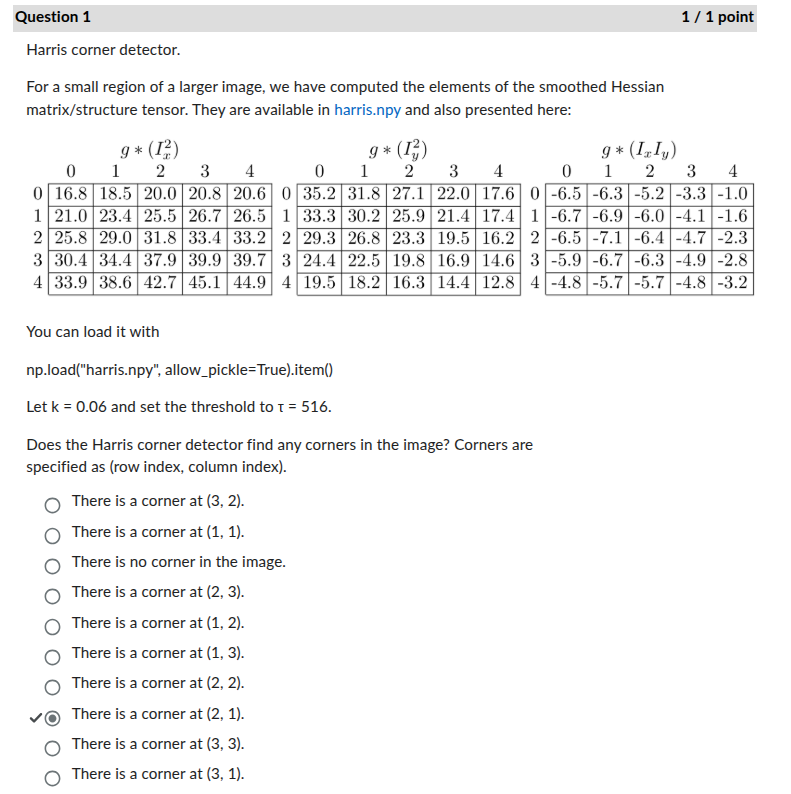 Question 1 1 / 1 point
Harris corner detector.
For a small region of a larger image, we have computed the elements of the smoothed Hessian
matrix/structure tensor. They are available in harris.npy and also presented here:
g ∗ (I_x^2) g ∗ (I_y^2) g ∗ (I_xI_y)
0 1 2 3 4 0 1 2 3 4 0 1 2 3 4
0 16.8 18.5 20.0 20.8 20.6 0 35.2 31.8 27.1 22.0 17.6 0 -6.5 -6.3 -5.2 -3.3 -1.0
1 21.0 23.4 25.5 26.7 26.5 1 33.3 30.2 25.9 21.4 17.4 1 -6.7 -6.9 -6.0 -4.1 -1.6
2 25.8 29.0 31.8 33.4 33.2 2 29.3 26.8 23.3 19.5 16.2 2 -6.5 -7.1 -6.4 -4.7 -2.3
3 30.4 34.4 37.9 39.9 39.7 3 24.4 22.5 19.8 16.9 14.6 3 -5.9 -6.7 -6.3 -4.9 -2.8
4 33.9 38.6 42.7 45.1 44.9 4 19.5 18.2 16.3 14.4 12.8 4 -4.8 -5.7 -5.7 -4.8 -3.2
You can load it with
np.load("harris.npy", allow_pickle=True).item()
Let k = 0.06 and set the threshold to τ = 516.
Does the Harris corner detector find any corners in the image? Corners are
specified as (row index, column index).
There is a corner at (3, 2).
There is a corner at (1, 1).
There is no corner in the image.
There is a corner at (2, 3).
There is a corner at (1, 2).
There is a corner at (1, 3).
There is a corner at (2, 2).
There is a corner at (2, 1).
There is a corner at (3, 3).
There is a corner at (3, 1).